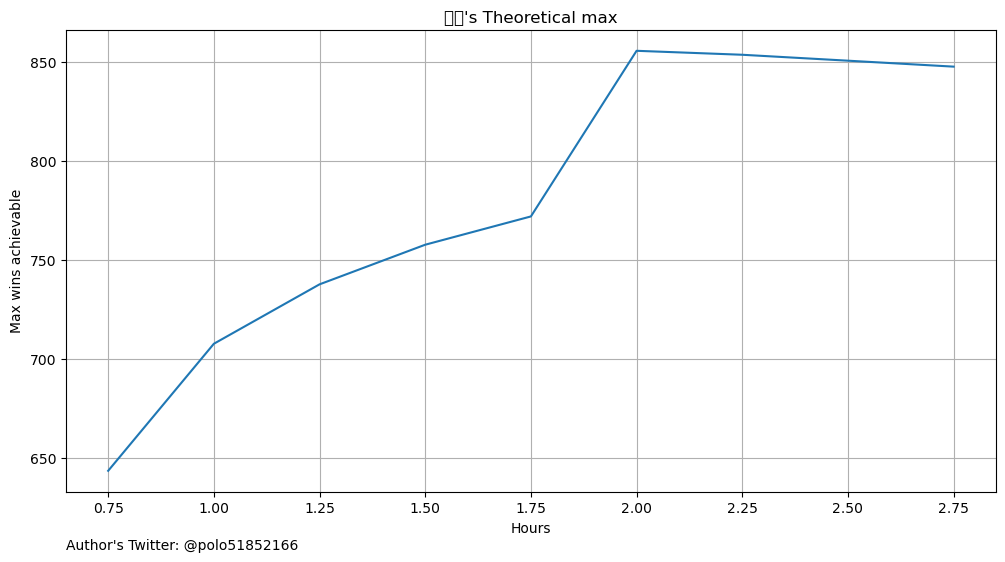 's Theoretical max
850
800
750
700
650
Max wins achievable
0.75 1.00 1.25 1.50 1.75 2.00 2.25 2.50 2.75
Hours
Author's Twitter: @polo51852166